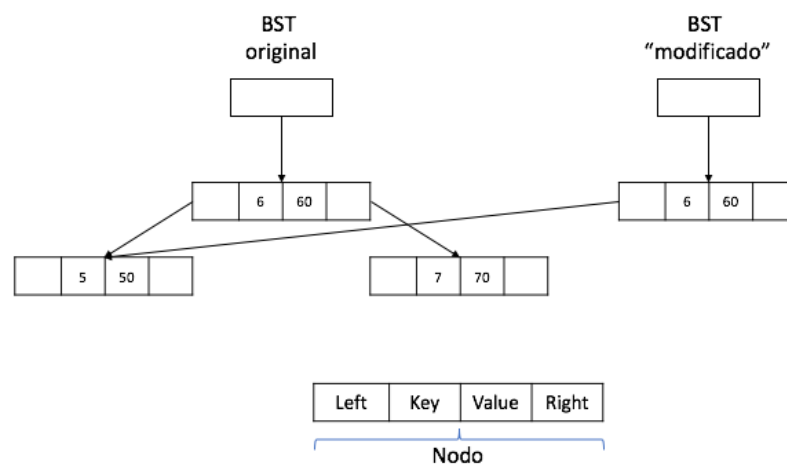 BST
original
BST
“modificado”
6 60
6 60
5 50
7 70
Left Key Value Right
Nodo